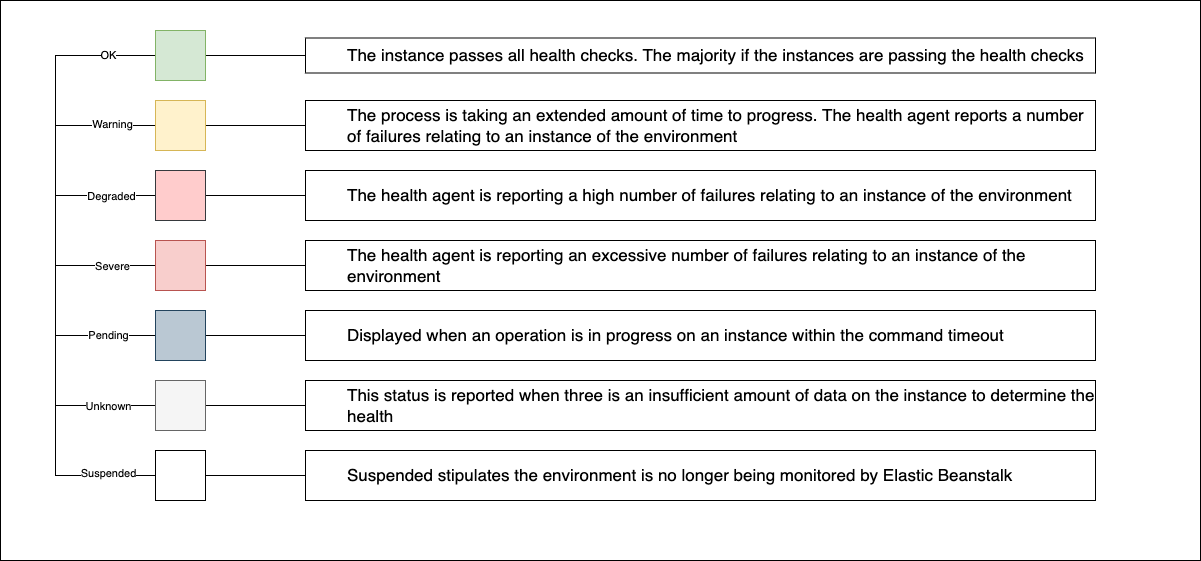 OK
The instance passes all health checks. The majority if the instances are passing the health checks
Warning
The process is taking an extended amount of time to progress. The health agent reports a number
of failures relating to an instance of the environment
Degraded
The health agent is reporting a high number of failures relating to an instance of the environment
Severe
The health agent is reporting an excessive number of failures relating to an instance of the
environment
Pending
Displayed when an operation is in progress on an instance within the command timeout
Unknown
This status is reported when three is an insufficient amount of data on the instance to determine the
health
Suspended
Suspended stipulates the environment is no longer being monitored by Elastic Beanstalk